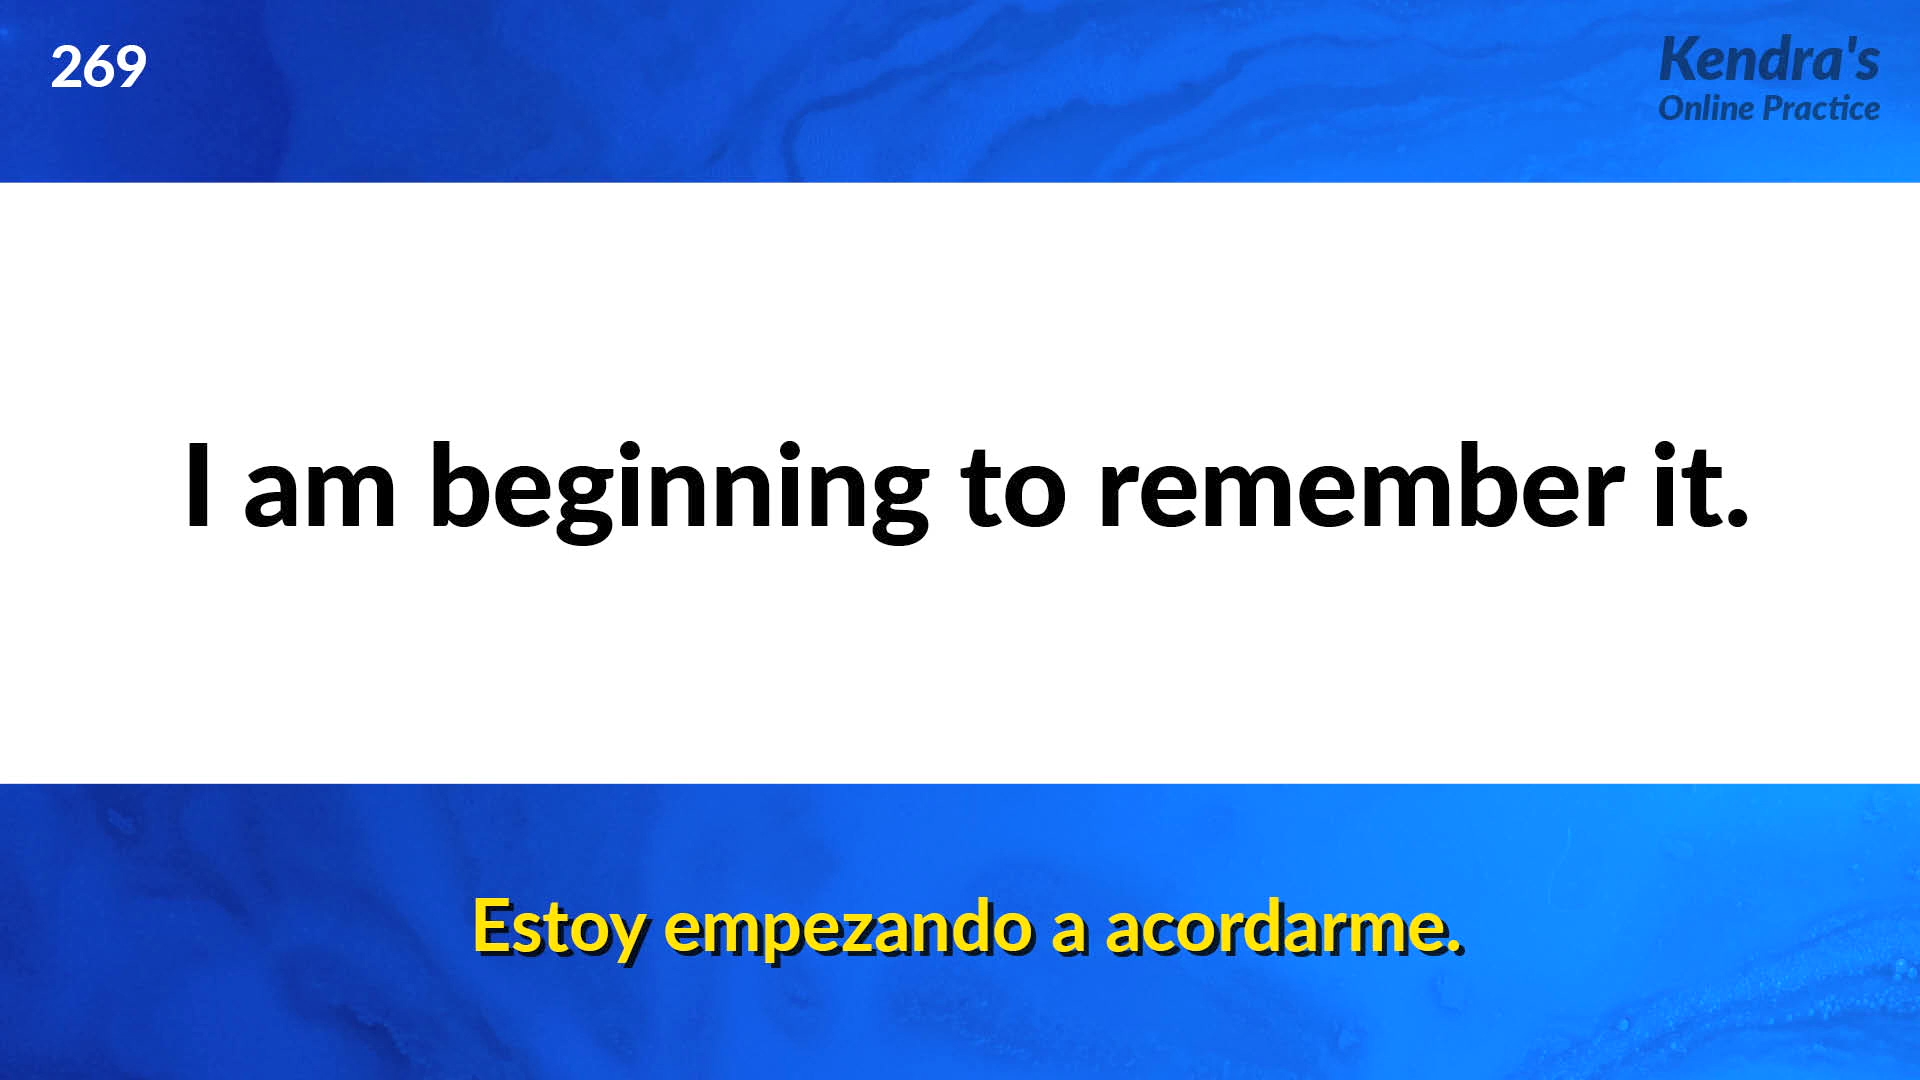 269
Kendra's
Online Practice
I am beginning to remember it.
Estoy empezando a acordarme.